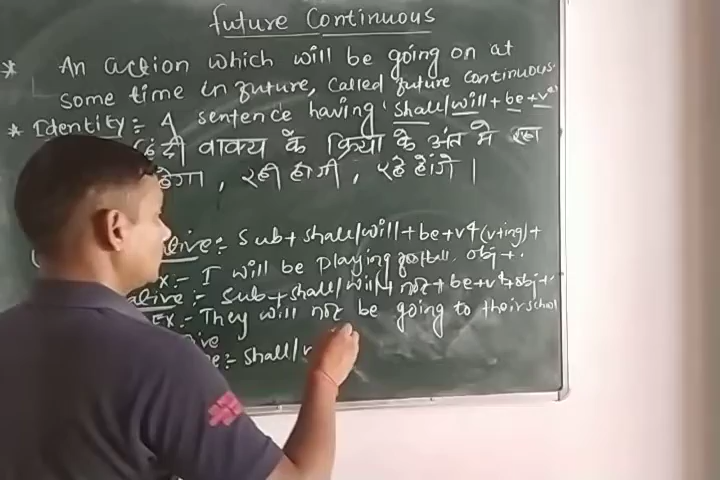 future Continuous
* An action which will be going on at
some time in future, called future continuous.
* Identity:- A sentence having 'shall/will + be + v4
हिंदी वाक्य के क्रिया के अंत मे रहा
होगा, रही होगी, रहे होंगे ।
:- Sub + shall/will + be + v4 (v+ing) +
Ex.- I will be playing football. obj + .
:- Sub + shall/will + not + be + v4 + obj + .
Ex.- They will not be going to their school
:- shall/